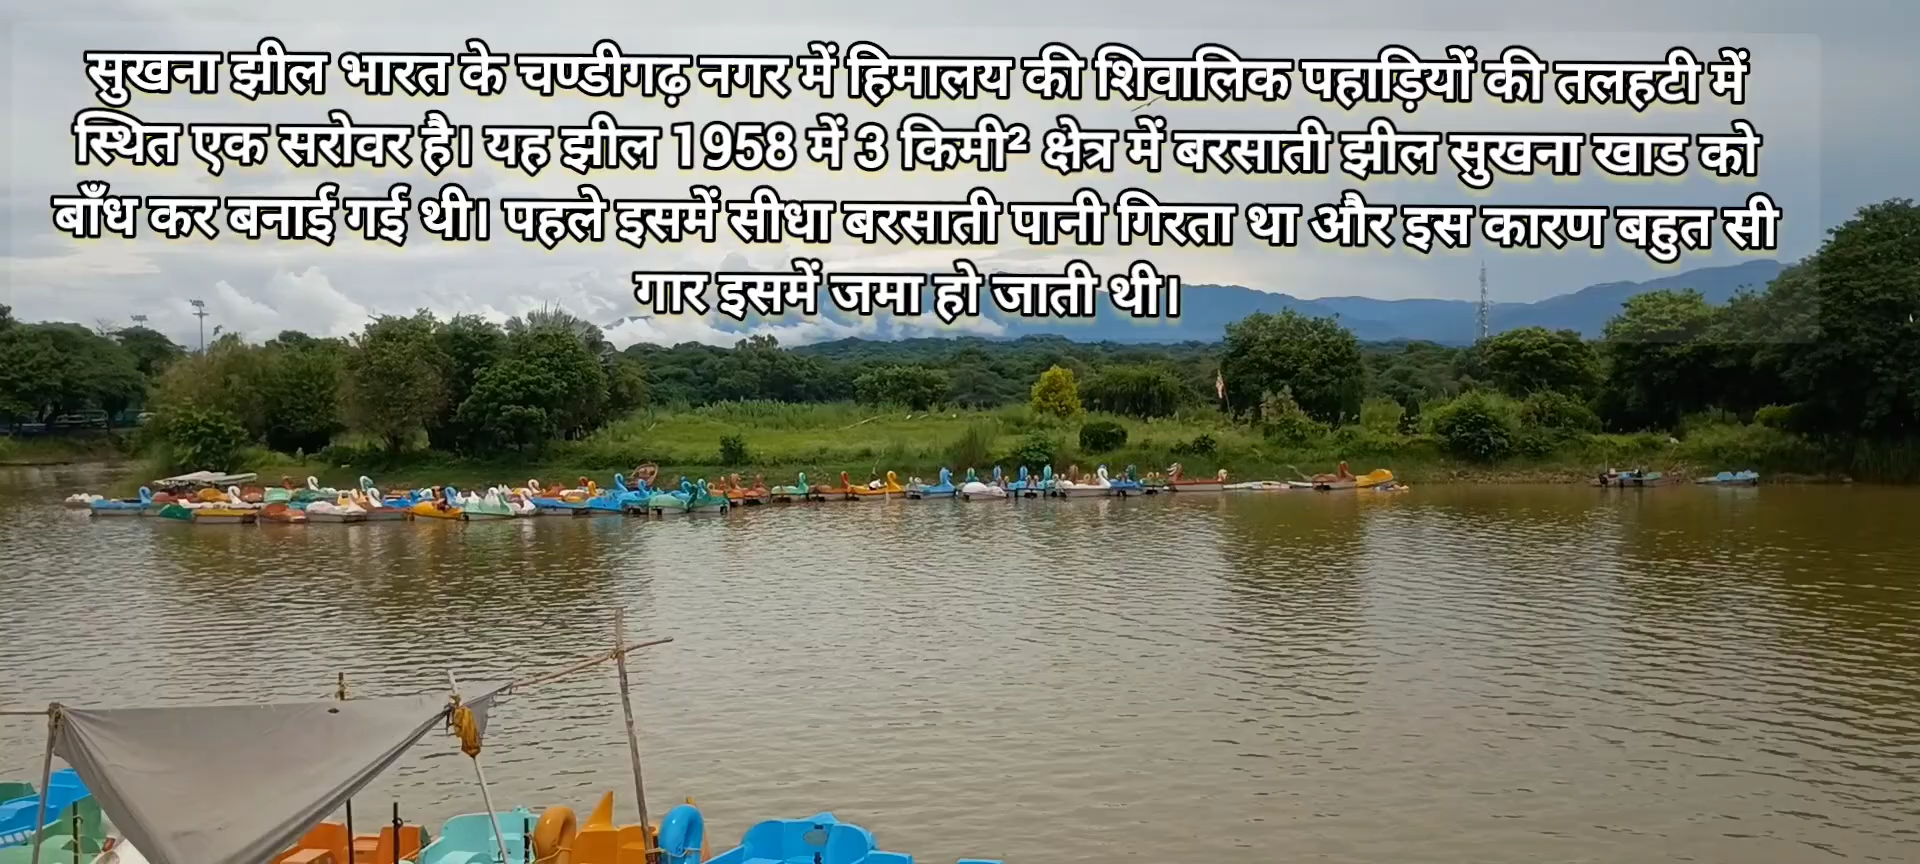 सुखना झील भारत के चण्डीगढ़ नगर में हिमालय की शिवालिक पहाड़ियों की तलहटी में
स्थित एक सरोवर है। यह झील 1958 में 3 किमी² क्षेत्र में बरसाती झील सुखना खाड को
बाँध कर बनाई गई थी। पहले इसमें सीधा बरसाती पानी गिरता था और इस कारण बहुत सी
गार इसमें जमा हो जाती थी।